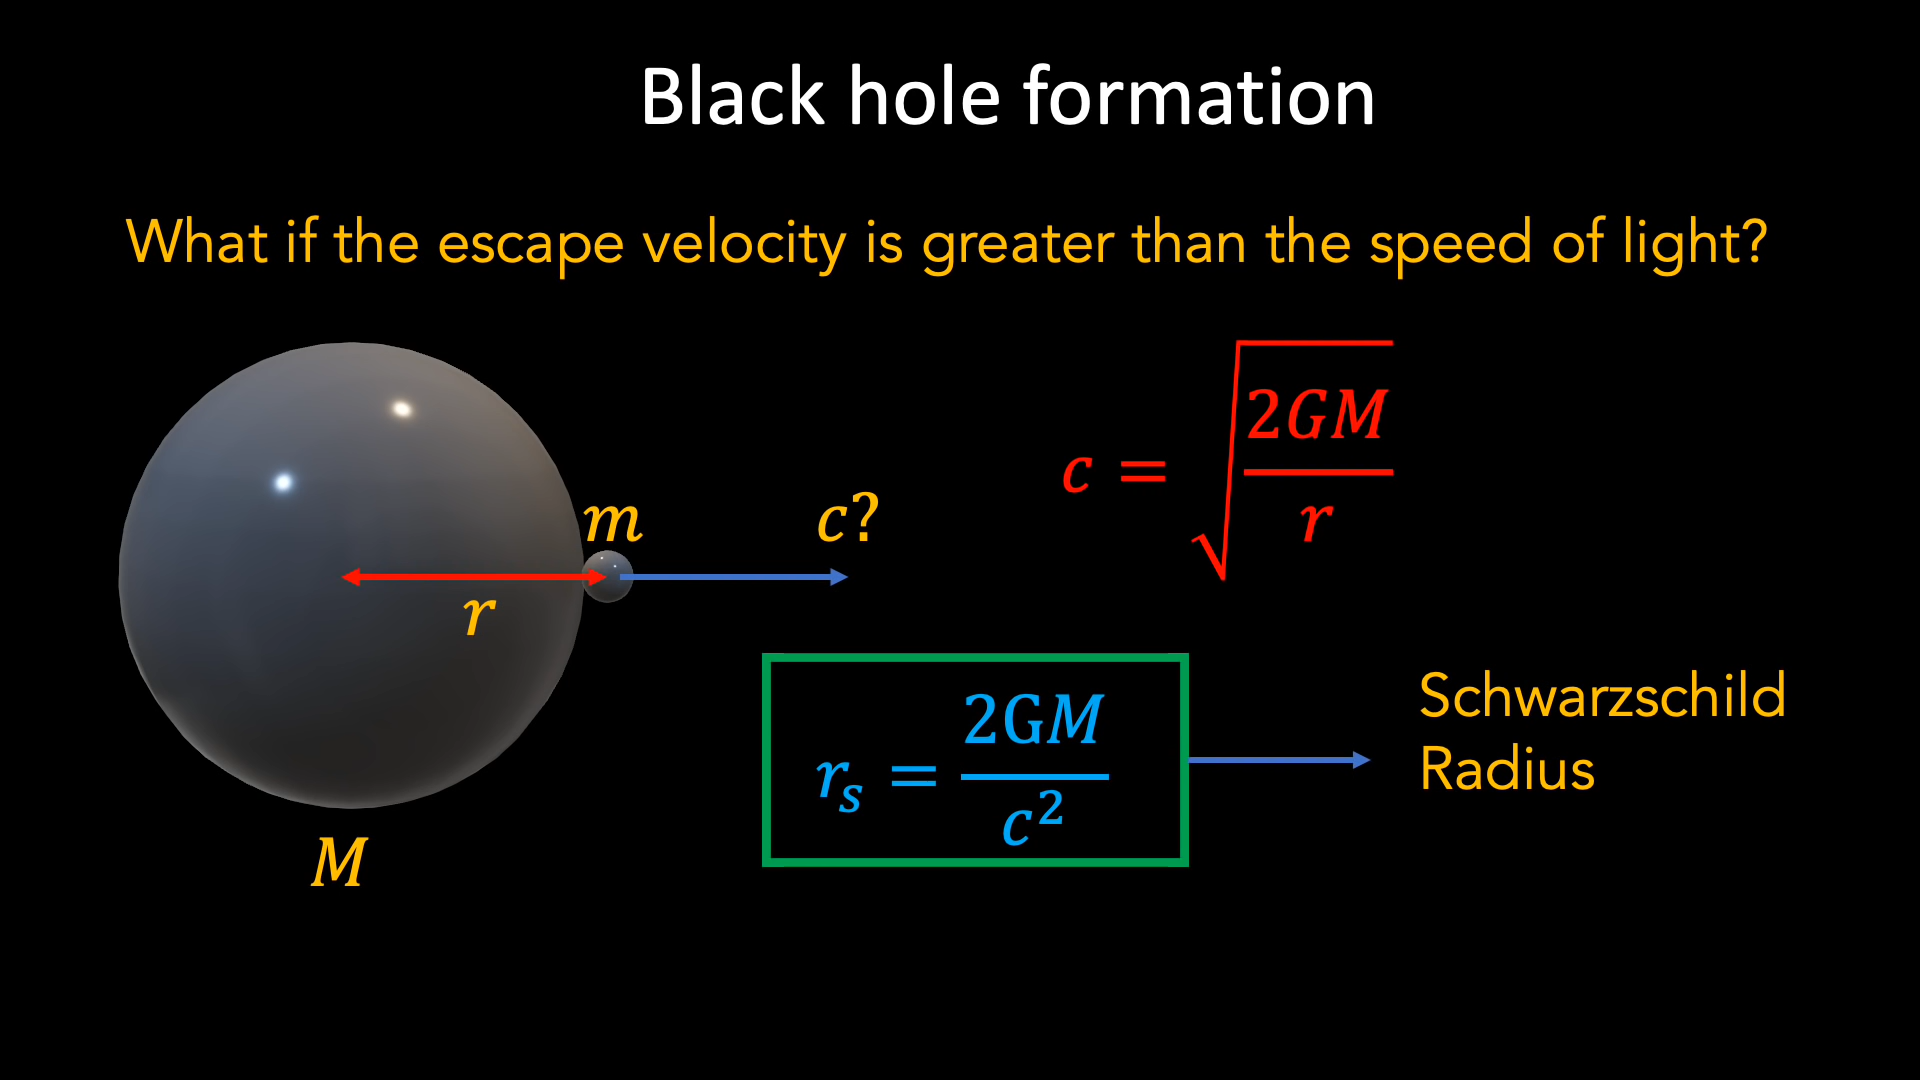 Black hole formation
What if the escape velocity is greater than the speed of light?
c = √(2GM/r)
m
c?
r
r_s = 2GM/c²
Schwarzschild
Radius
M